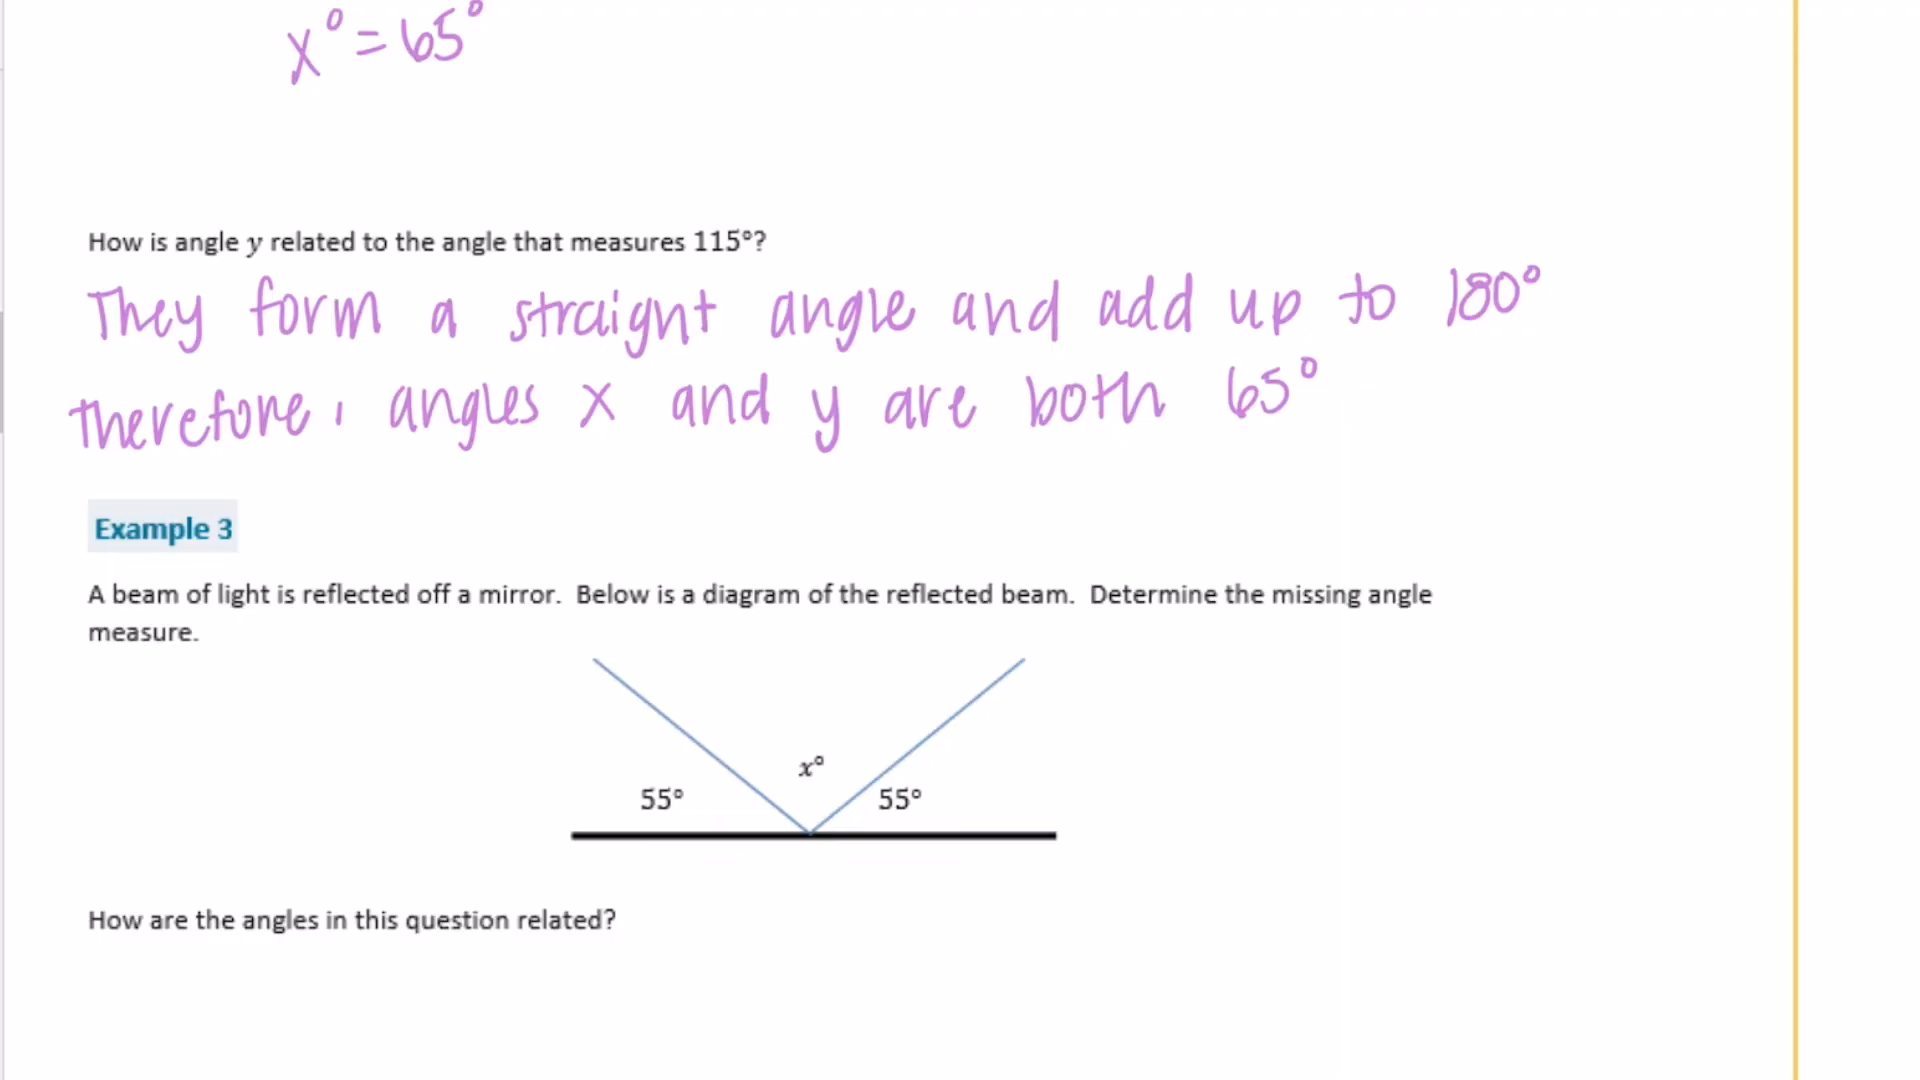 x° = 65°
How is angle y related to the angle that measures 115°?
They form a straight angle and add up to 180°
therefore, angles x and y are both 65°
Example 3
A beam of light is reflected off a mirror. Below is a diagram of the reflected beam. Determine the missing angle
measure.
x°
55° 55°
How are the angles in this question related?